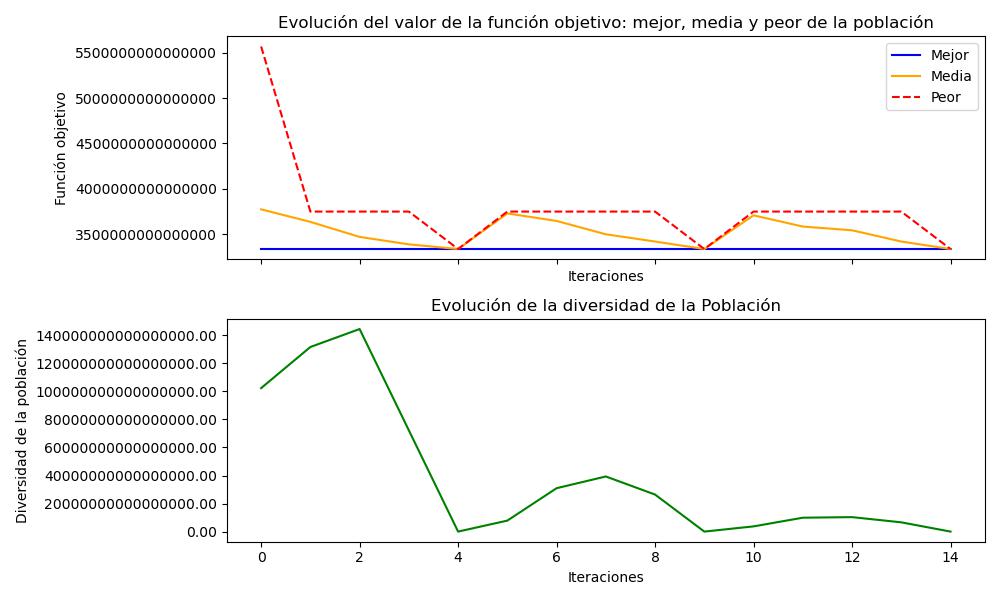 Evolución del valor de la función objetivo: mejor, media y peor de la población
5500000000000000
5000000000000000
4500000000000000
4000000000000000
3500000000000000
Función objetivo
Mejor
Media
Peor
Iteraciones
Evolución de la diversidad de la Población
140000000000000000.00
120000000000000000.00
100000000000000000.00
80000000000000000.00
60000000000000000.00
40000000000000000.00
20000000000000000.00
0.00
Diversidad de la población
0 2 4 6 8 10 12 14
Iteraciones